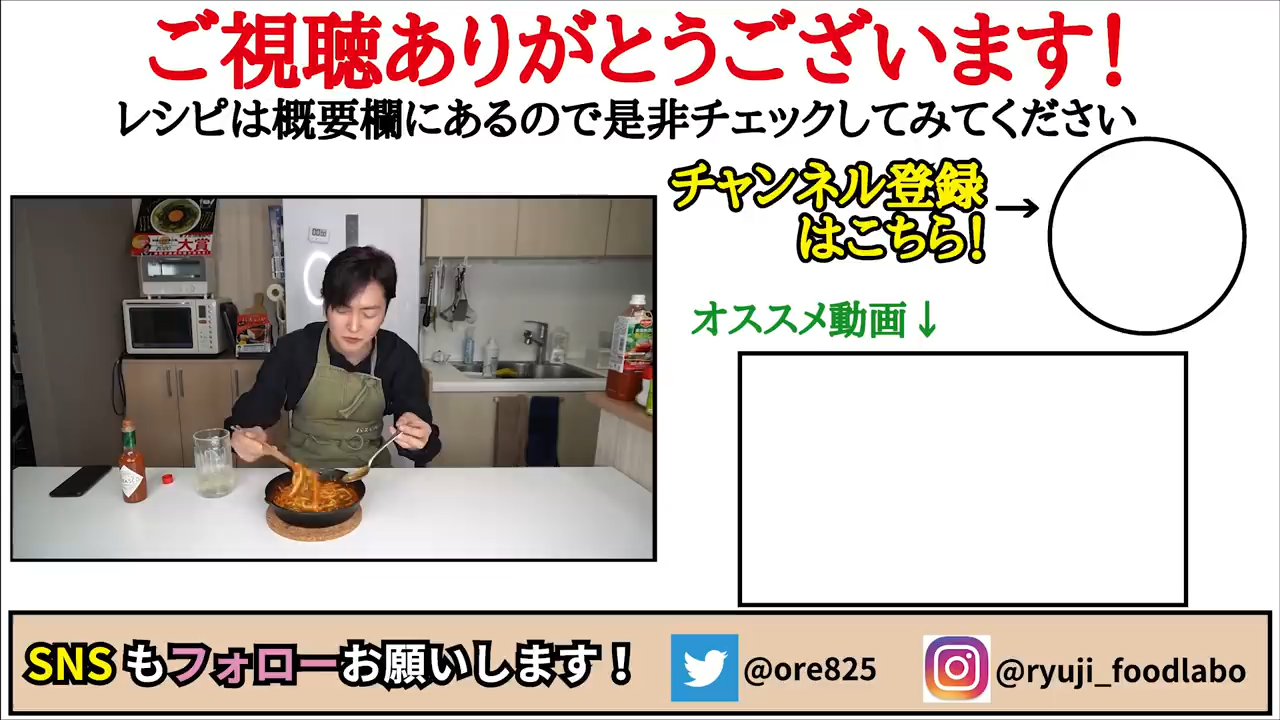 ご視聴ありがとうございます！
レシピは概要欄にあるので是非チェックしてみてください
チャンネル登録
はこちら！
→
オススメ動画↓
大賞
SNSもフォローお願いします！
@ore825
@ryuji_foodlabo